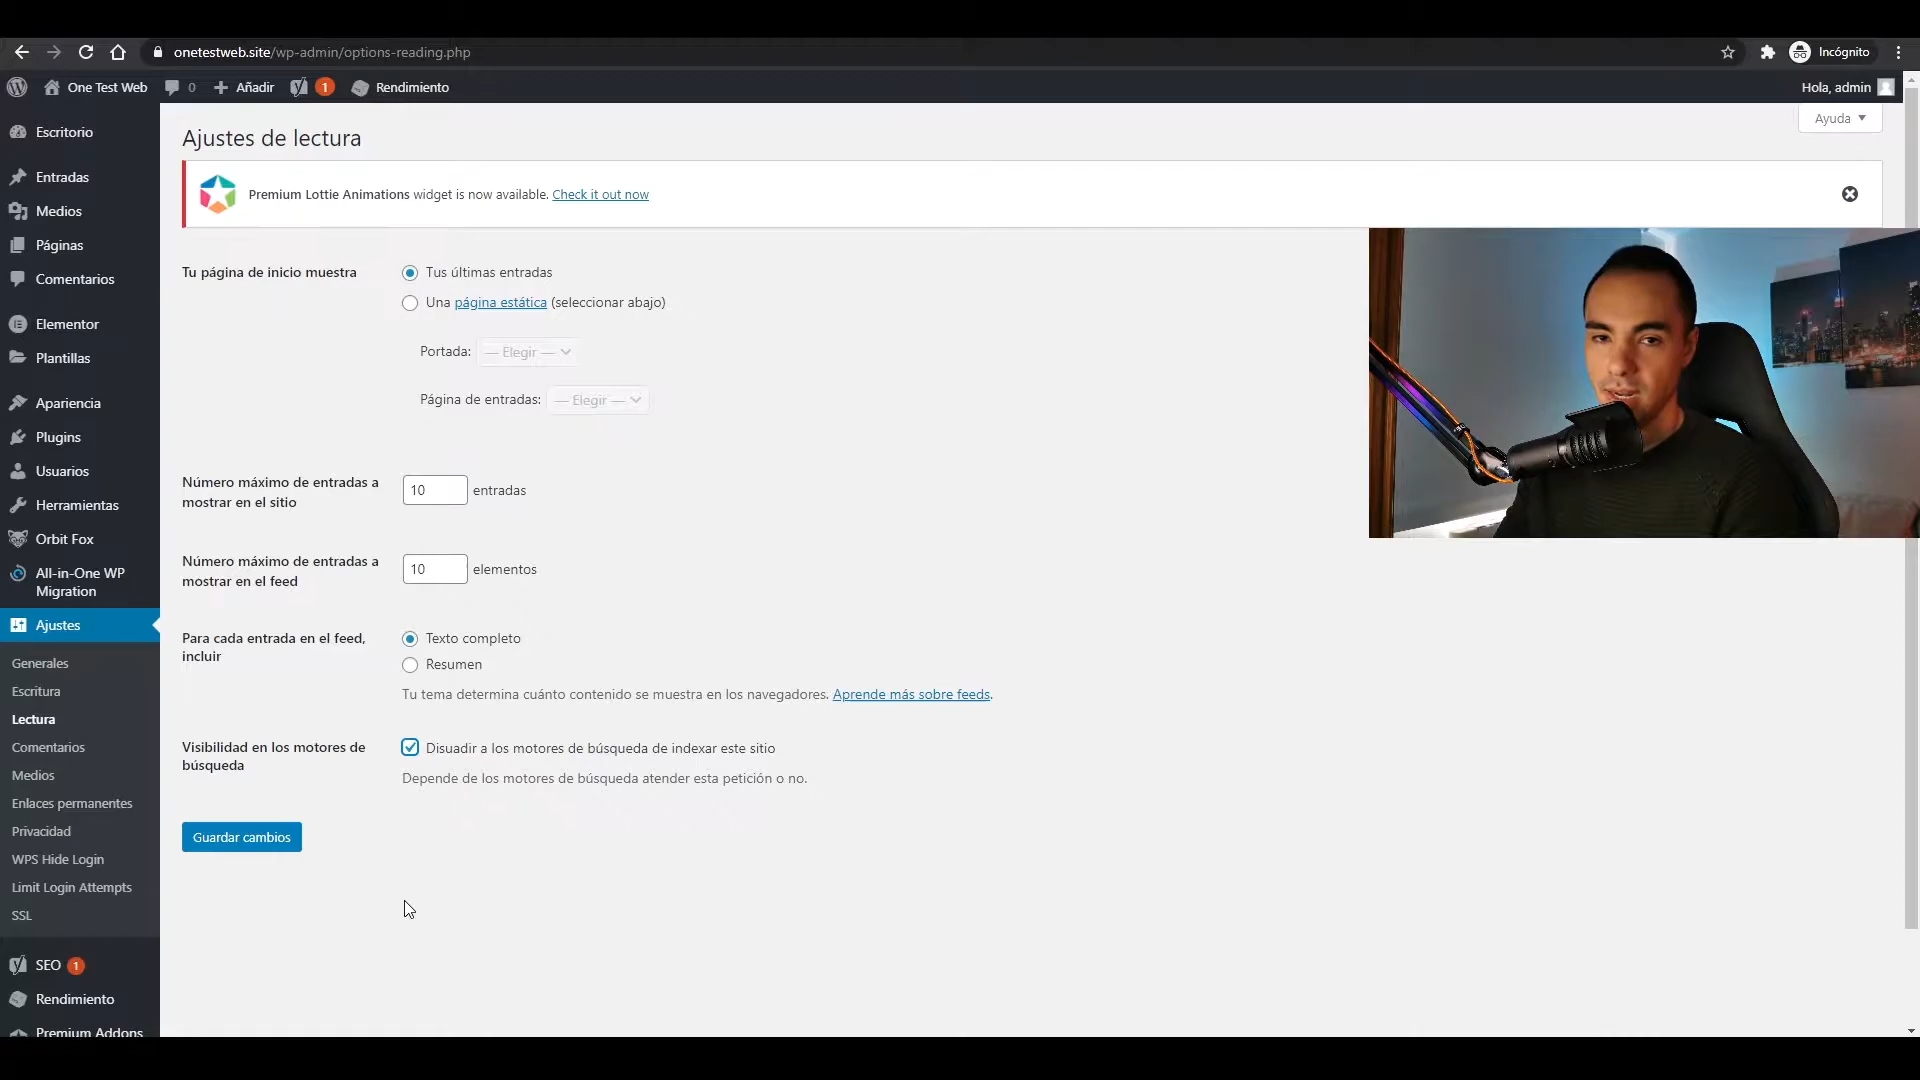 onetestweb.site/wp-admin/options-reading.php
Incógnito
One Test Web
0
Añadir
1
Rendimiento
Hola, admin
Ayuda
Escritorio
Entradas
Medios
Páginas
Comentarios
Elementor
Plantillas
Apariencia
Plugins
Usuarios
Herramientas
Orbit Fox
All-in-One WP
Migration
Ajustes
Generales
Escritura
Lectura
Comentarios
Medios
Enlaces permanentes
Privacidad
WPS Hide Login
Limit Login Attempts
SSL
SEO 1
Rendimiento
Premium Addons
Ajustes de lectura
Premium Lottie Animations widget is now available. Check it out now
Tu página de inicio muestra
Tus últimas entradas
Una página estática (seleccionar abajo)
Portada: — Elegir —
Página de entradas: — Elegir —
Número máximo de entradas a
mostrar en el sitio
10 entradas
Número máximo de entradas a
mostrar en el feed
10 elementos
Para cada entrada en el feed,
incluir
Texto completo
Resumen
Tu tema determina cuánto contenido se muestra en los navegadores. Aprende más sobre feeds.
Visibilidad en los motores de
búsqueda
Disuadir a los motores de búsqueda de indexar este sitio
Depende de los motores de búsqueda atender esta petición o no.
Guardar cambios